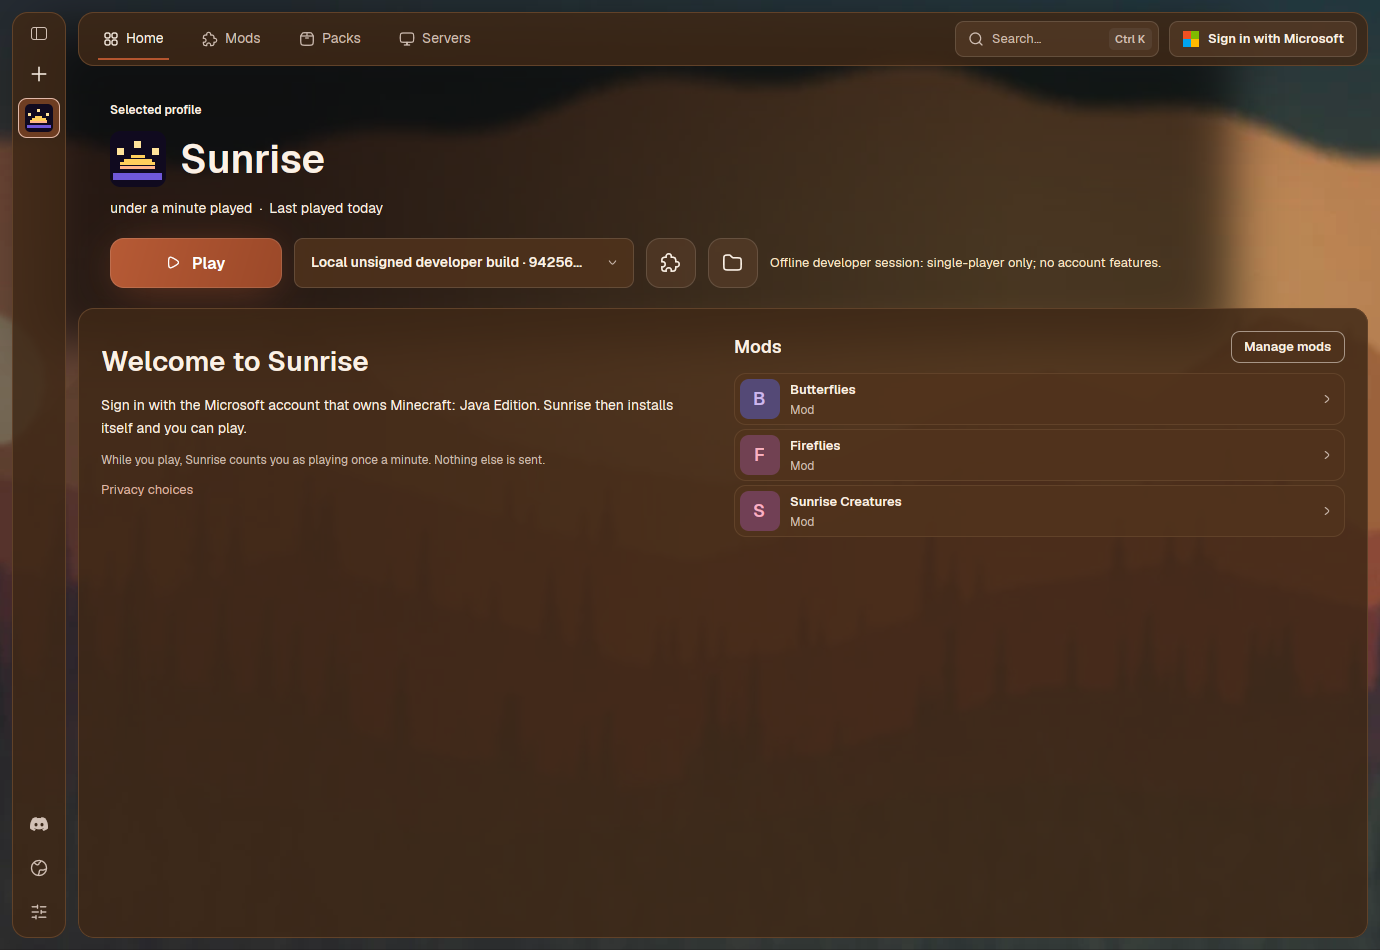 Home
Mods
Packs
Servers
Search...
Ctrl K
Sign in with Microsoft
Selected profile
Sunrise
under a minute played · Last played today
Play
Local unsigned developer build · 94256...
Offline developer session: single-player only; no account features.
Welcome to Sunrise
Sign in with the Microsoft account that owns Minecraft: Java Edition. Sunrise then installs
itself and you can play.
While you play, Sunrise counts you as playing once a minute. Nothing else is sent.
Privacy choices
Mods
Manage mods
B
Butterflies
Mod
F
Fireflies
Mod
S
Sunrise Creatures
Mod